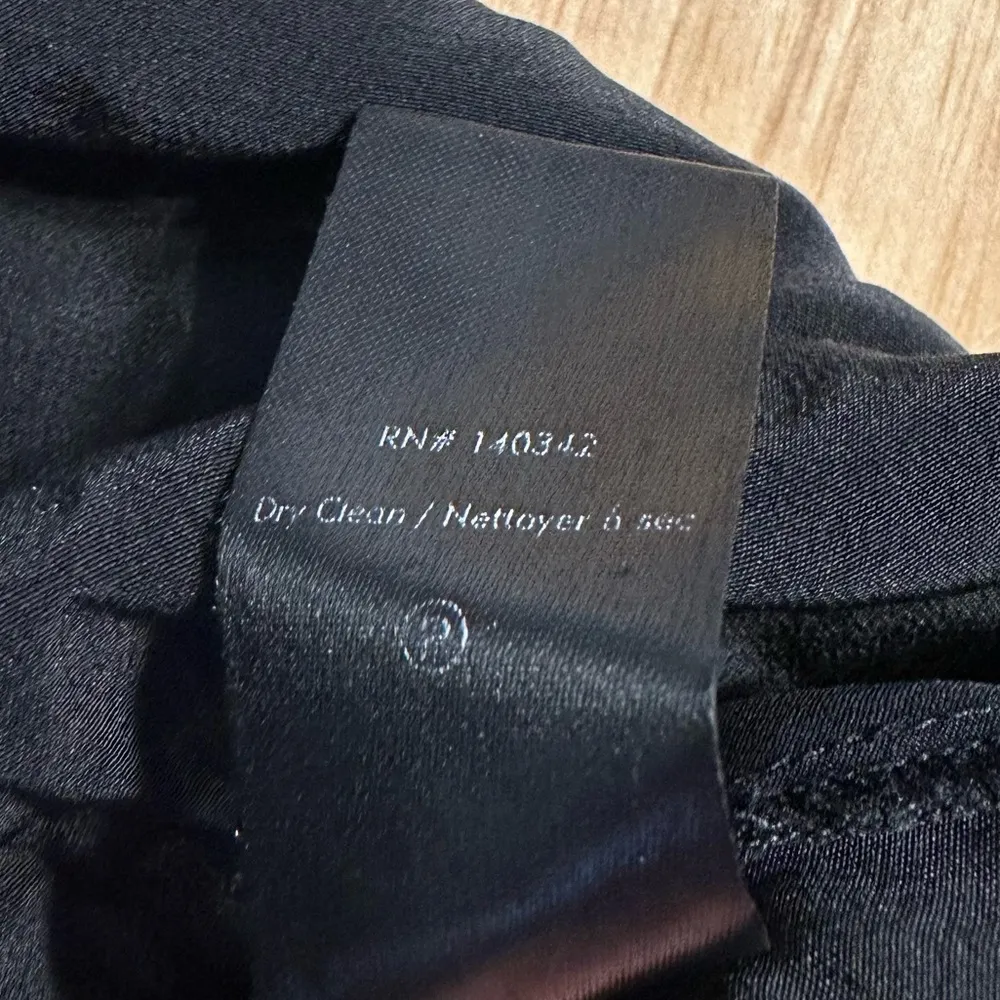 RN# 140342
Dry Clean / Nettoyer à sec
P